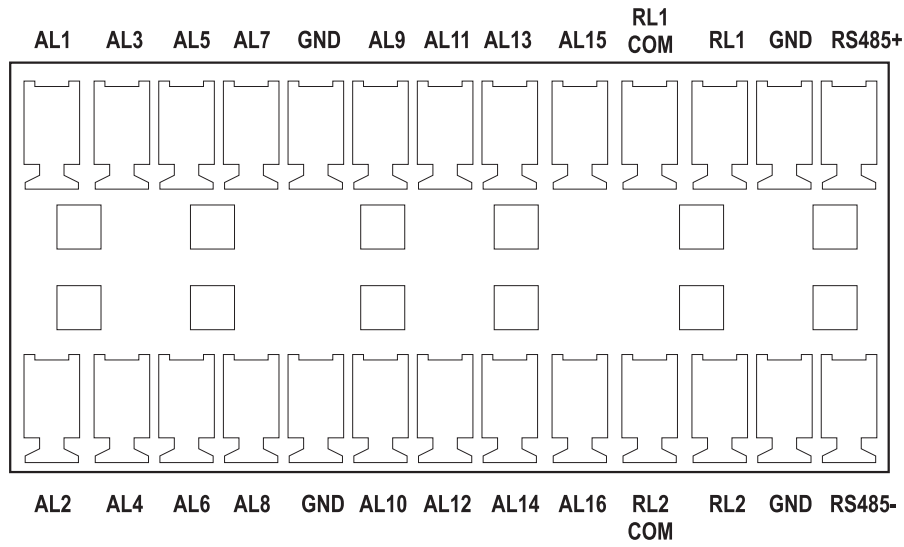 AL1 AL3 AL5 AL7 GND AL9 AL11 AL13 AL15 RL1 COM RL1 GND RS485+
AL2 AL4 AL6 AL8 GND AL10 AL12 AL14 AL16 RL2 COM RL2 GND RS485-